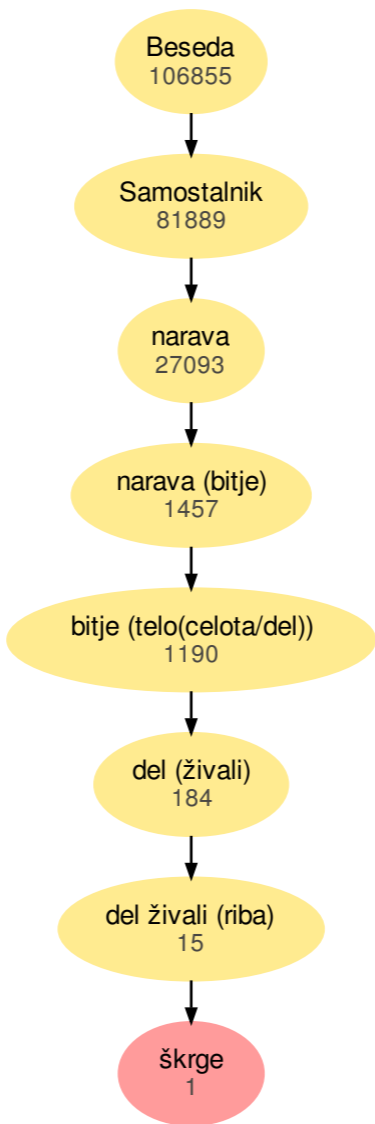 Beseda
106855
Samostalnik
81889
narava
27093
narava (bitje)
1457
bitje (telo(celota/del))
1190
del (živali)
184
del živali (riba)
15
škrge
1